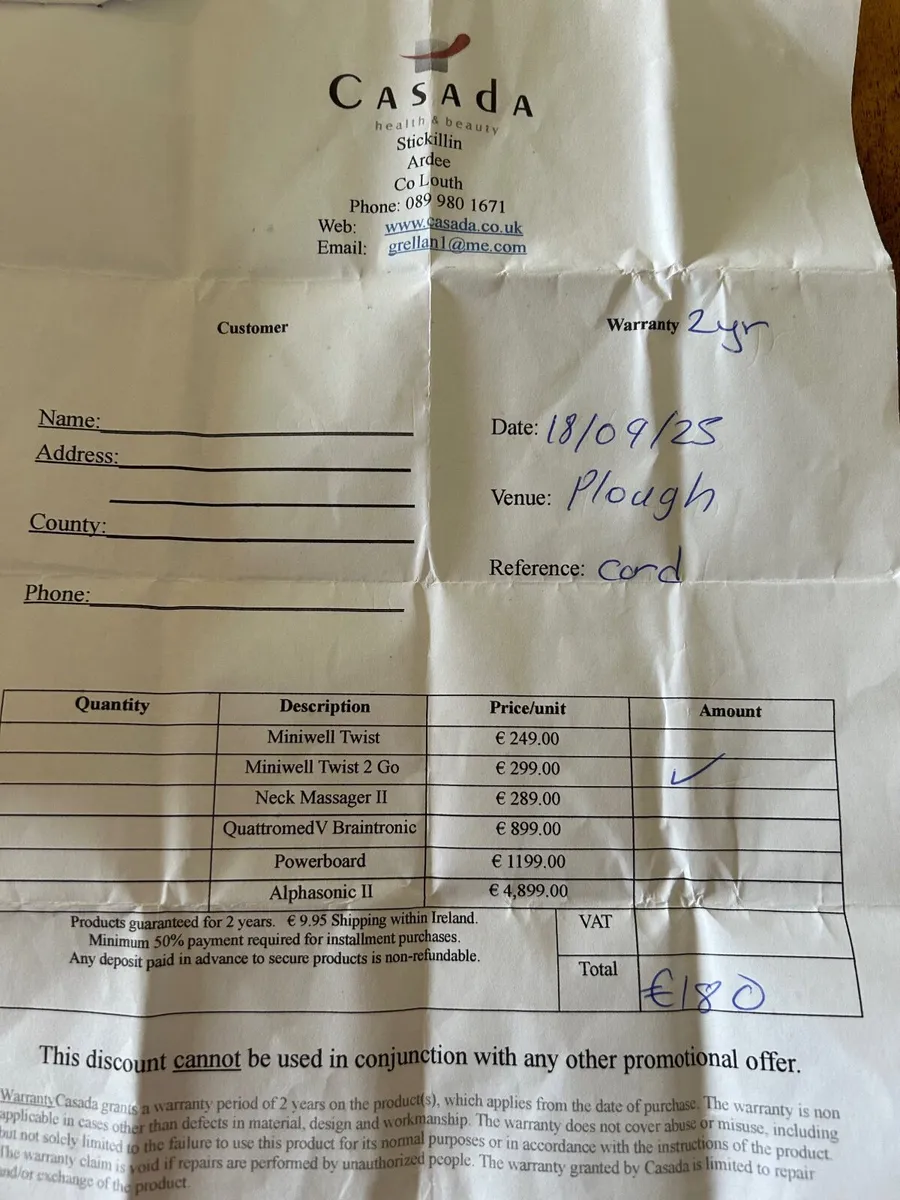 CASAdA
health & beauty
Stickillin
Ardee
Co Louth
Phone: 089 980 1671
Web: www.casada.co.uk
Email: grellan1@me.com
Customer
Warranty 2yr
Name:
Address:
County:
Phone:
Date: 18/09/25
Venue: Plough
Reference: Card
Quantity Description Price/unit Amount
Miniwell Twist € 249.00
Miniwell Twist 2 Go € 299.00 ✓
Neck Massager II € 289.00
QuattromedV Braintronic € 899.00
Powerboard € 1199.00
Alphasonic II € 4,899.00
Products guaranteed for 2 years. € 9.95 Shipping within Ireland.
Minimum 50% payment required for installment purchases.
Any deposit paid in advance to secure products is non-refundable.
VAT
Total €180
This discount cannot be used in conjunction with any other promotional offer.
Warranty Casada grants a warranty period of 2 years on the product(s), which applies from the date of purchase. The warranty is non
applicable in cases other than defects in material, design and workmanship. The warranty does not cover abuse or misuse, including
but not solely limited to the failure to use this product for its normal purposes or in accordance with the instructions of the product.
The warranty claim is void if repairs are performed by unauthorized people. The warranty granted by Casada is limited to repair
and/or exchange of the product.